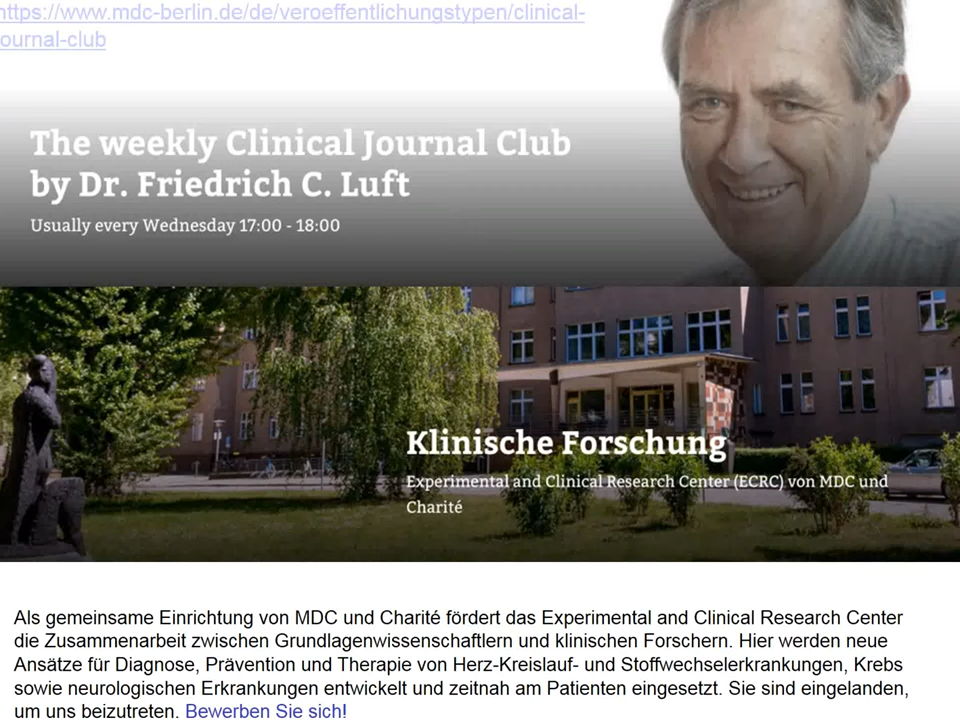 https://www.mdc-berlin.de/de/veroeffentlichungstypen/clinical-
journal-club
The weekly Clinical Journal Club
by Dr. Friedrich C. Luft
Usually every Wednesday 17:00 - 18:00
Klinische Forschung
Experimental and Clinical Research Center (ECRC) von MDC und
Charité
Als gemeinsame Einrichtung von MDC und Charité fördert das Experimental and Clinical Research Center
die Zusammenarbeit zwischen Grundlagenwissenschaftlern und klinischen Forschern. Hier werden neue
Ansätze für Diagnose, Prävention und Therapie von Herz-Kreislauf- und Stoffwechselerkrankungen, Krebs
sowie neurologischen Erkrankungen entwickelt und zeitnah am Patienten eingesetzt. Sie sind eingelanden,
um uns beizutreten. Bewerben Sie sich!